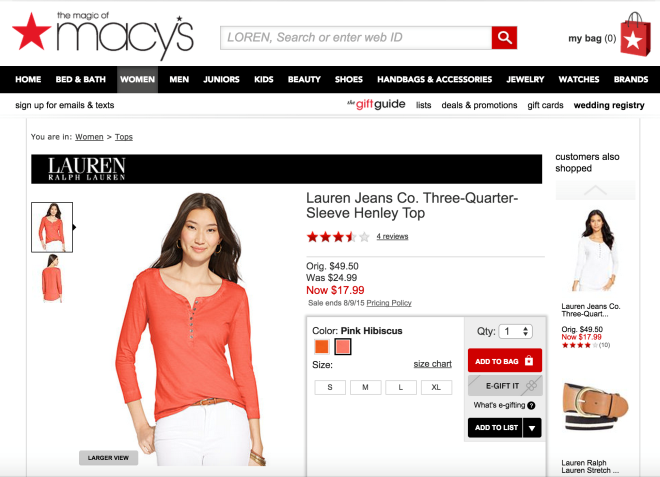 the magic of
macy's
LOREN, Search or enter web ID
my bag (0)
HOME BED & BATH WOMEN MEN JUNIORS KIDS BEAUTY SHOES HANDBAGS & ACCESSORIES JEWELRY WATCHES BRANDS
sign up for emails & texts
the giftguide lists deals & promotions gift cards wedding registry
You are in: Women > Tops
LAUREN
RALPH LAUREN
customers also
shopped
Lauren Jeans Co. Three-Quarter-
Sleeve Henley Top
4 reviews
Orig. $49.50
Was $24.99
Now $17.99
Sale ends 8/9/15 Pricing Policy
Color: Pink Hibiscus
Size: size chart
S M L XL
Qty: 1
ADD TO BAG
E-GIFT IT
What's e-gifting ?
ADD TO LIST
LARGER VIEW
Lauren Jeans Co.
Three-Quart...
Orig. $49.50
Now $17.99
(10)
Lauren Ralph
Lauren Stretch ...